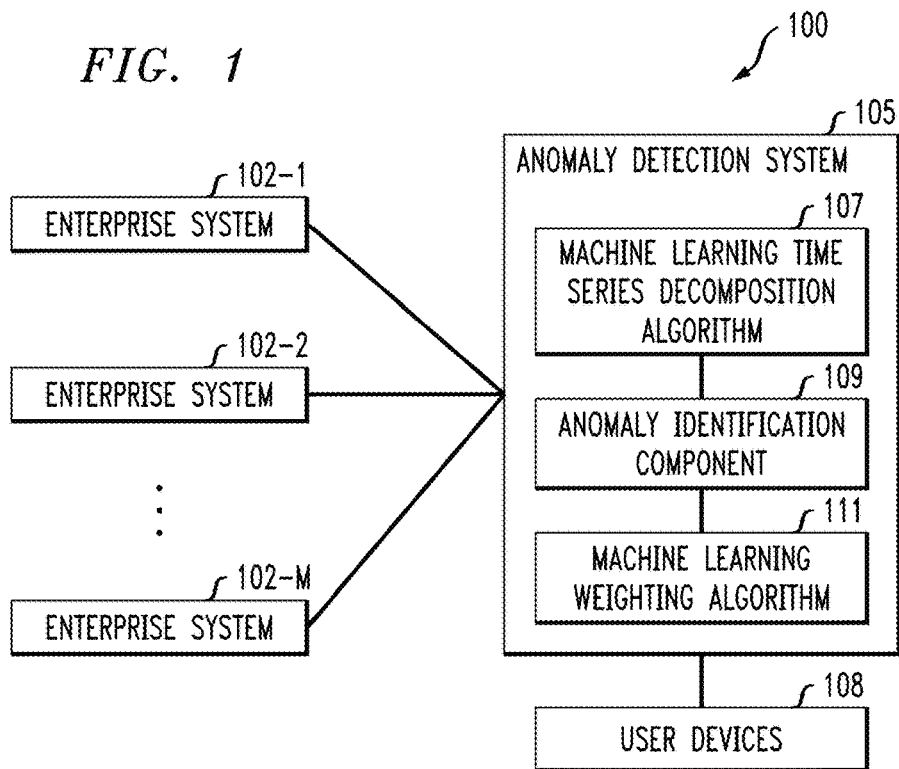 FIG. 1
100
105
ANOMALY DETECTION SYSTEM
102-1
ENTERPRISE SYSTEM
102-2
ENTERPRISE SYSTEM
102-M
ENTERPRISE SYSTEM
107
MACHINE LEARNING TIME
SERIES DECOMPOSITION
ALGORITHM
109
ANOMALY IDENTIFICATION
COMPONENT
111
MACHINE LEARNING
WEIGHTING ALGORITHM
108
USER DEVICES